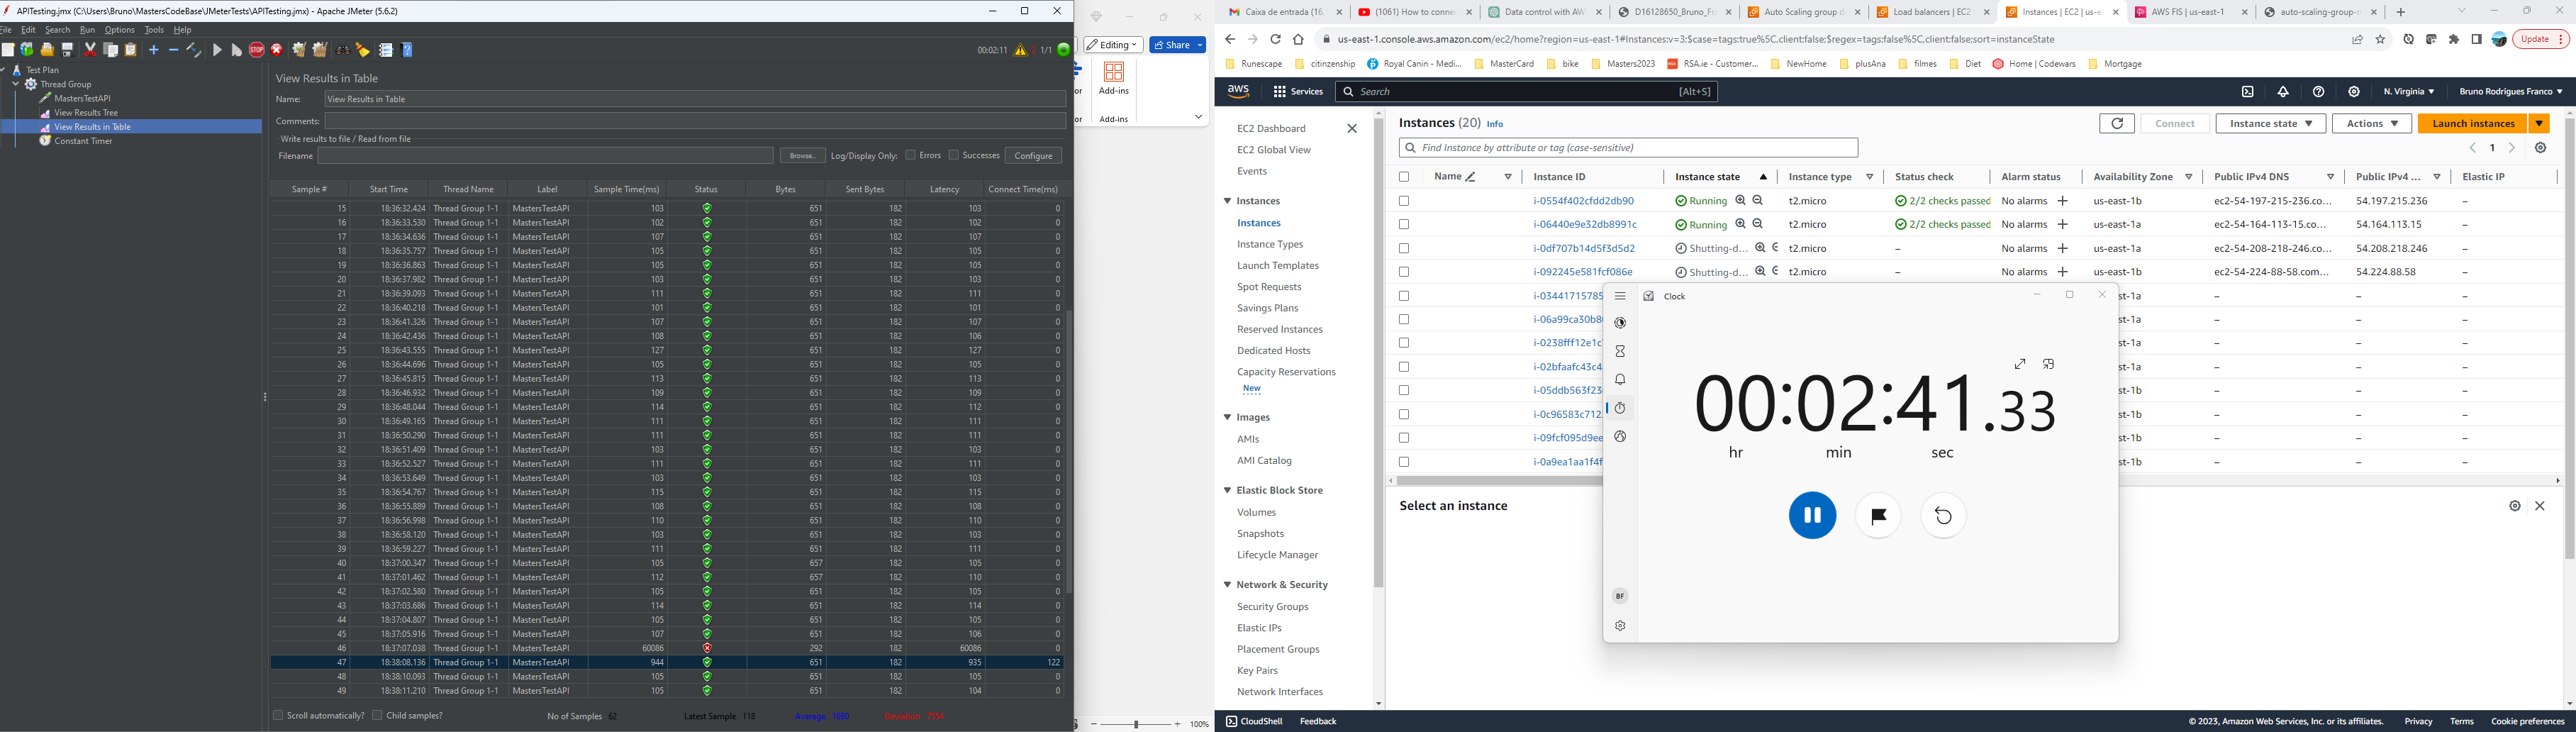 APITesting.jmx (C:\Users\Bruno\MastersCodeBase\JMeterTests\APITesting.jmx) - Apache JMeter (5.6.2)
File Edit Search Run Options Tools Help
00:02:11 1/1
Test Plan
Thread Group
MastersTestAPI
View Results Tree
View Results in Table
Constant Timer
View Results in Table
Name: View Results in Table
Comments:
Write results to file / Read from file
Filename Browse... Log/Display Only: Errors Successes Configure
Sample # Start Time Thread Name Label Sample Time(ms) Status Bytes Sent Bytes Latency Connect Time(ms)
15 18:36:32.424 Thread Group 1-1 MastersTestAPI 103 651 182 103 0
16 18:36:33.530 Thread Group 1-1 MastersTestAPI 102 651 182 102 0
17 18:36:34.636 Thread Group 1-1 MastersTestAPI 107 651 182 107 0
18 18:36:35.757 Thread Group 1-1 MastersTestAPI 105 651 182 105 0
19 18:36:36.863 Thread Group 1-1 MastersTestAPI 105 651 182 105 0
20 18:36:37.982 Thread Group 1-1 MastersTestAPI 103 651 182 103 0
21 18:36:39.093 Thread Group 1-1 MastersTestAPI 111 651 182 111 0
22 18:36:40.218 Thread Group 1-1 MastersTestAPI 101 651 182 101 0
23 18:36:41.326 Thread Group 1-1 MastersTestAPI 107 651 182 107 0
24 18:36:42.436 Thread Group 1-1 MastersTestAPI 108 651 182 106 0
25 18:36:43.555 Thread Group 1-1 MastersTestAPI 127 651 182 127 0
26 18:36:44.696 Thread Group 1-1 MastersTestAPI 105 651 182 105 0
27 18:36:45.815 Thread Group 1-1 MastersTestAPI 113 651 182 113 0
28 18:36:46.932 Thread Group 1-1 MastersTestAPI 109 651 182 109 0
29 18:36:48.044 Thread Group 1-1 MastersTestAPI 114 651 182 112 0
30 18:36:49.165 Thread Group 1-1 MastersTestAPI 111 651 182 111 0
31 18:36:50.290 Thread Group 1-1 MastersTestAPI 111 651 182 111 0
32 18:36:51.409 Thread Group 1-1 MastersTestAPI 103 651 182 103 0
33 18:36:52.527 Thread Group 1-1 MastersTestAPI 111 651 182 111 0
34 18:36:53.649 Thread Group 1-1 MastersTestAPI 103 651 182 103 0
35 18:36:54.767 Thread Group 1-1 MastersTestAPI 115 651 182 115 0
36 18:36:55.889 Thread Group 1-1 MastersTestAPI 108 651 182 108 0
37 18:36:56.998 Thread Group 1-1 MastersTestAPI 110 651 182 110 0
38 18:36:58.120 Thread Group 1-1 MastersTestAPI 103 651 182 103 0
39 18:36:59.227 Thread Group 1-1 MastersTestAPI 111 651 182 111 0
40 18:37:00.347 Thread Group 1-1 MastersTestAPI 105 657 182 105 0
41 18:37:01.462 Thread Group 1-1 MastersTestAPI 112 657 182 110 0
42 18:37:02.580 Thread Group 1-1 MastersTestAPI 105 651 182 105 0
43 18:37:03.686 Thread Group 1-1 MastersTestAPI 114 651 182 114 0
44 18:37:04.807 Thread Group 1-1 MastersTestAPI 105 651 182 105 0
45 18:37:05.916 Thread Group 1-1 MastersTestAPI 107 651 182 106 0
46 18:37:07.038 Thread Group 1-1 MastersTestAPI 60086 292 182 60086 0
47 18:38:08.136 Thread Group 1-1 MastersTestAPI 944 651 182 935 122
48 18:38:10.093 Thread Group 1-1 MastersTestAPI 105 651 182 105 0
49 18:38:11.210 Thread Group 1-1 MastersTestAPI 105 651 182 104 0
Scroll automatically? Child samples? No of Samples 62 Latest Sample 118 Average 1080 Deviation 7554
Editing Share
Add-ins
Add-ins
100%
Caixa de entrada (16. (1061) How to conne Data control with AW D16128650_Bruno_Fr Auto Scaling group d Load balancers | EC2 Instances | EC2 | us-e AWS FIS | us-east-1 auto-scaling-group-n
us-east-1.console.aws.amazon.com/ec2/home?region=us-east-1#Instances:v=3;$case=tags:true%5C,client:false;$regex=tags:false%5C,client:false;sort=instanceState Update
Runescape citinzenship Royal Canin - Medi... MasterCard bike Masters2023 RSA.ie - Customer... NewHome plusAna filmes Diet Home | Codewars Mortgage
aws Services Search [Alt+S] N. Virginia Bruno Rodrigues Franco
EC2 Dashboard
EC2 Global View
Events
Instances
Instances
Instance Types
Launch Templates
Spot Requests
Savings Plans
Reserved Instances
Dedicated Hosts
Capacity Reservations
New
Images
AMIs
AMI Catalog
Elastic Block Store
Volumes
Snapshots
Lifecycle Manager
Network & Security
Security Groups
Elastic IPs
Placement Groups
Key Pairs
Network Interfaces
Instances (20) Info Connect Instance state Actions Launch instances
Find Instance by attribute or tag (case-sensitive) 1
Name Instance ID Instance state Instance type Status check Alarm status Availability Zone Public IPv4 DNS Public IPv4 ... Elastic IP
i-0554f402cfdd2db90 Running t2.micro 2/2 checks passed No alarms + us-east-1b ec2-54-197-215-236.co... 54.197.215.236 –
i-06440e9e32db8991c Running t2.micro 2/2 checks passed No alarms + us-east-1a ec2-54-164-113-15.co... 54.164.113.15 –
i-0df707b14d5f3d5d2 Shutting-d... t2.micro – No alarms + us-east-1a ec2-54-208-218-246.co... 54.208.218.246 –
i-092245e581fcf086e Shutting-d... t2.micro – No alarms + us-east-1b ec2-54-224-88-58.com... 54.224.88.58 –
i-03441715785 st-1a – – –
i-06a99ca30b8 st-1a – – –
i-0238fff12e1c st-1a – – –
i-02bfaafc43c4 st-1a – – –
i-05ddb563f23 st-1b – – –
i-0c96583c712 st-1b – – –
i-09fcf095d9ee st-1b – – –
i-0a9ea1aa1f4f st-1b – – –
Select an instance
Clock
00:02:41.33
hr min sec
BF
CloudShell Feedback © 2023, Amazon Web Services, Inc. or its affiliates. Privacy Terms Cookie preferences